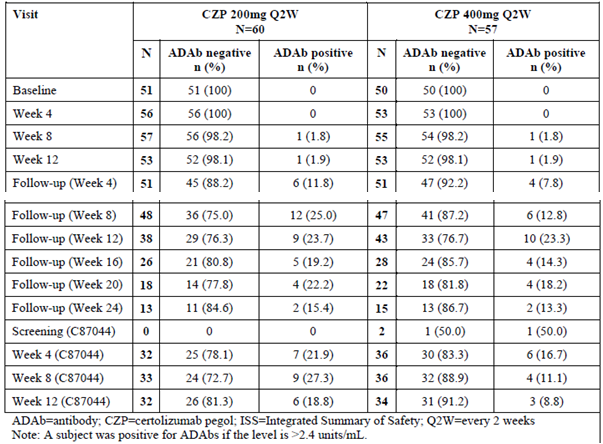 Visit CZP 200mg Q2W CZP 400mg Q2W
N=60 N=57
N ADAb negative ADAb positive N ADAb negative ADAb positive
n (%) n (%) n (%) n (%)
Baseline 51 51 (100) 0 50 50 (100) 0
Week 4 56 56 (100) 0 53 53 (100) 0
Week 8 57 56 (98.2) 1 (1.8) 55 54 (98.2) 1 (1.8)
Week 12 53 52 (98.1) 1 (1.9) 53 52 (98.1) 1 (1.9)
Follow-up (Week 4) 51 45 (88.2) 6 (11.8) 51 47 (92.2) 4 (7.8)
Follow-up (Week 8) 48 36 (75.0) 12 (25.0) 47 41 (87.2) 6 (12.8)
Follow-up (Week 12) 38 29 (76.3) 9 (23.7) 43 33 (76.7) 10 (23.3)
Follow-up (Week 16) 26 21 (80.8) 5 (19.2) 28 24 (85.7) 4 (14.3)
Follow-up (Week 20) 18 14 (77.8) 4 (22.2) 22 18 (81.8) 4 (18.2)
Follow-up (Week 24) 13 11 (84.6) 2 (15.4) 15 13 (86.7) 2 (13.3)
Screening (C87044) 0 0 0 2 1 (50.0) 1 (50.0)
Week 4 (C87044) 32 25 (78.1) 7 (21.9) 36 30 (83.3) 6 (16.7)
Week 8 (C87044) 33 24 (72.7) 9 (27.3) 36 32 (88.9) 4 (11.1)
Week 12 (C87044) 32 26 (81.3) 6 (18.8) 34 31 (91.2) 3 (8.8)
ADAb=antibody; CZP=certolizumab pegol; ISS=Integrated Summary of Safety; Q2W=every 2 weeks
Note: A subject was positive for ADAbs if the level is >2.4 units/mL.